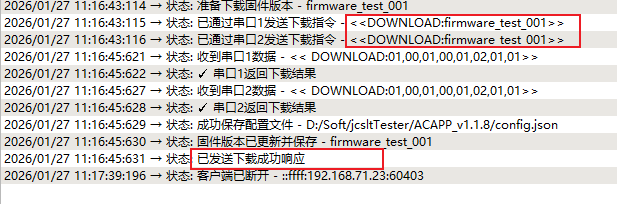 2026/01/27 11:16:43:114 → 状态: 准备下载固件版本 - firmware_test_001
2026/01/27 11:16:43:115 → 状态: 已通过串口1发送下载指令 - <<DOWNLOAD:firmware_test_001>>
2026/01/27 11:16:43:116 → 状态: 已通过串口2发送下载指令 - <<DOWNLOAD:firmware_test_001>>
2026/01/27 11:16:45:621 → 状态: 收到串口1数据 - << DOWNLOAD:01,00,01,00,01,02,01,01>>
2026/01/27 11:16:45:627 → 状态: ✓ 串口1返回下载结果
2026/01/27 11:16:45:628 → 状态: 收到串口2数据 - << DOWNLOAD:01,00,01,00,01,02,01,01>>
2026/01/27 11:16:45:628 → 状态: ✓ 串口2返回下载结果
2026/01/27 11:16:45:629 → 状态: 成功保存配置文件 - D:/Soft/jcsltTester/ACAPP_v1.1.8/config.json
2026/01/27 11:16:45:630 → 状态: 固件版本已更新并保存 - firmware_test_001
2026/01/27 11:16:45:631 → 状态: 已发送下载成功响应
2026/01/27 11:17:39:196 → 状态: 客户端已断开 - ::ffff:192.168.71.23:60403